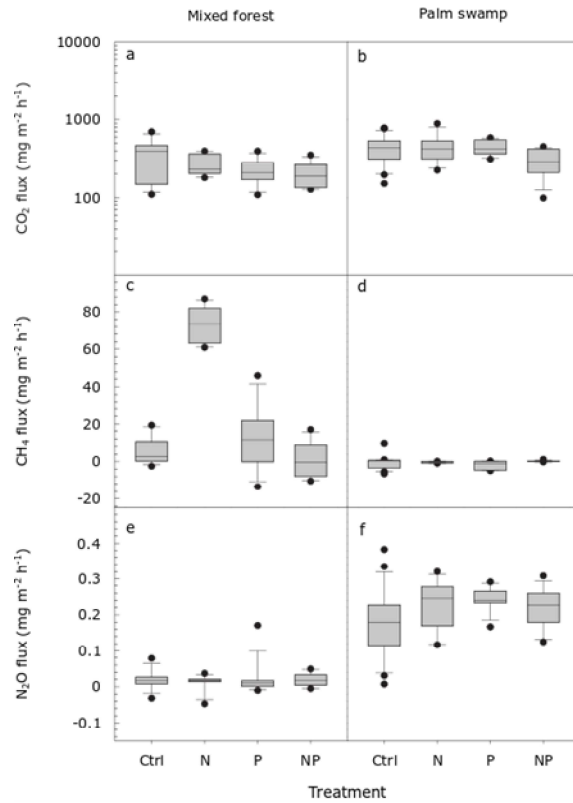 Mixed forest Palm swamp
a b
10000
1000
100
CO₂ flux (mg m⁻² h⁻¹)
c d
80
60
40
20
0
-20
CH₄ flux (mg m⁻² h⁻¹)
e f
0.4
0.3
0.2
0.1
0
-0.1
N₂O flux (mg m⁻² h⁻¹)
Ctrl N P NP Ctrl N P NP
Treatment